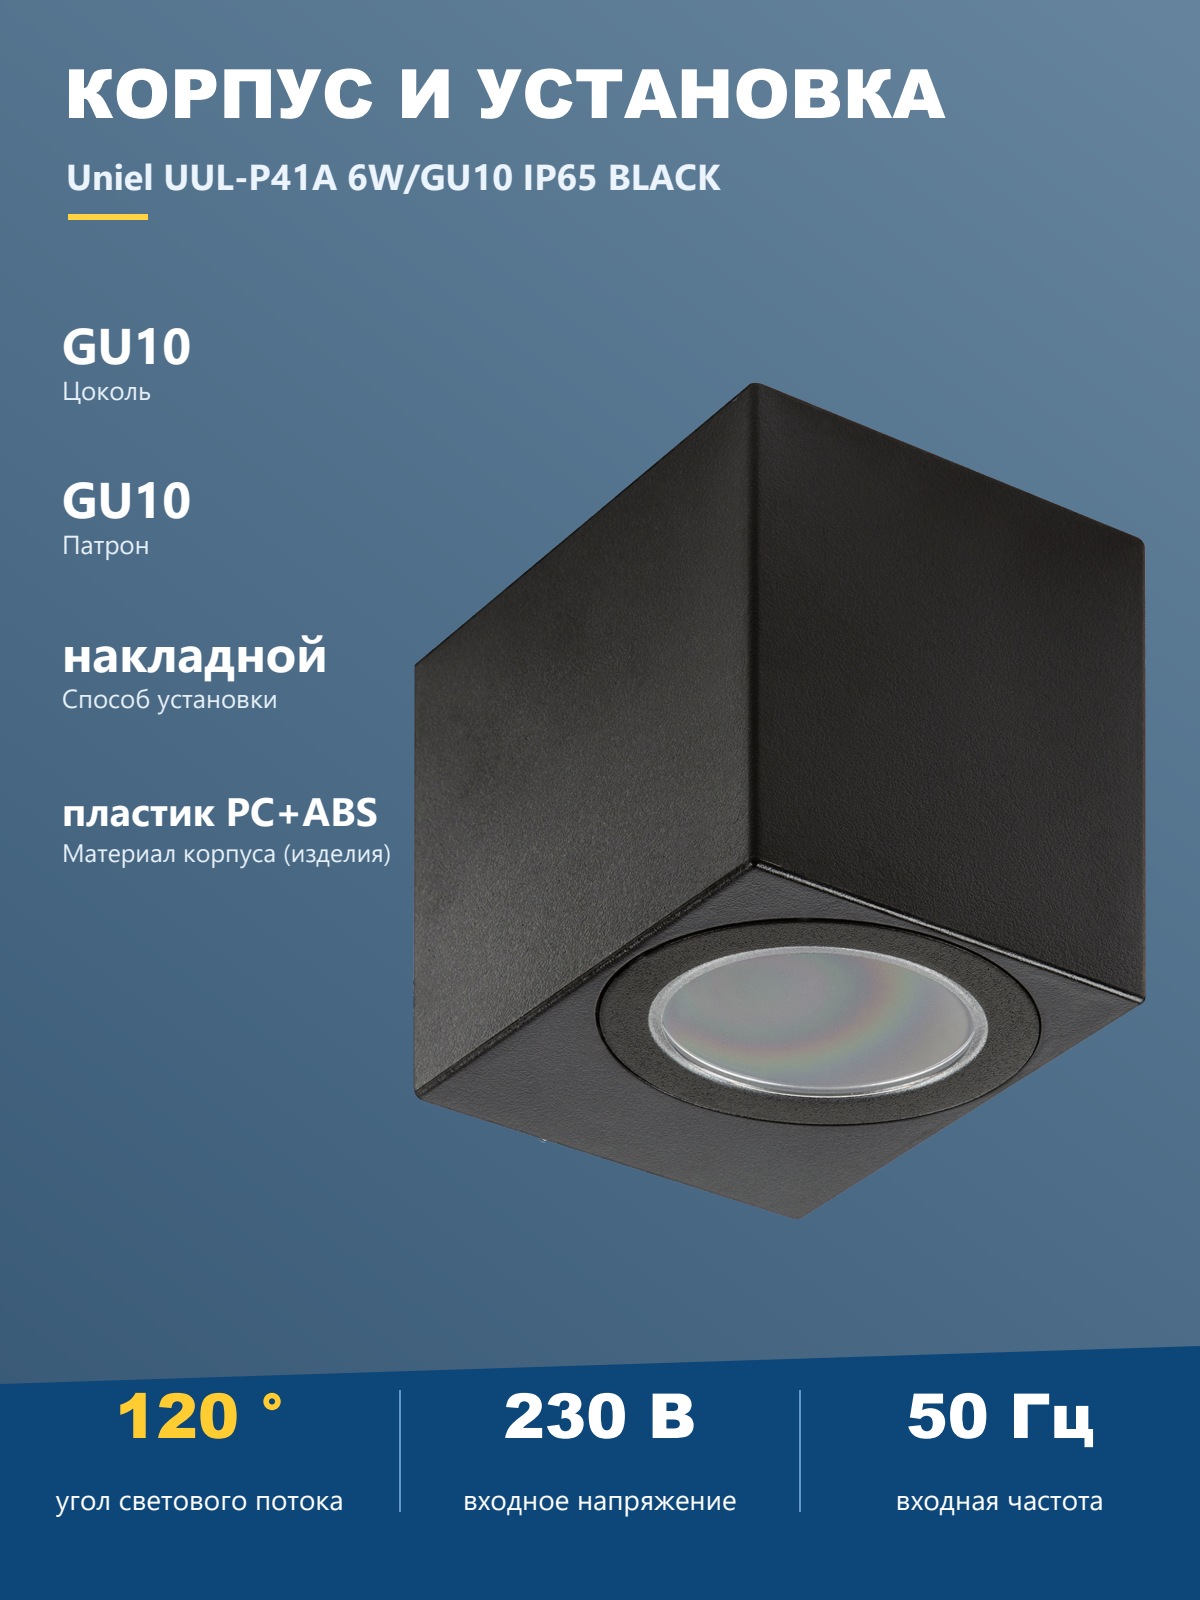 КОРПУС И УСТАНОВКА
Uniel UUL-P41A 6W/GU10 IP65 BLACK
GU10
Цоколь
GU10
Патрон
накладной
Способ установки
пластик PC+ABS
Материал корпуса (изделия)
120 °
угол светового потока
230 В
входное напряжение
50 Гц
входная частота